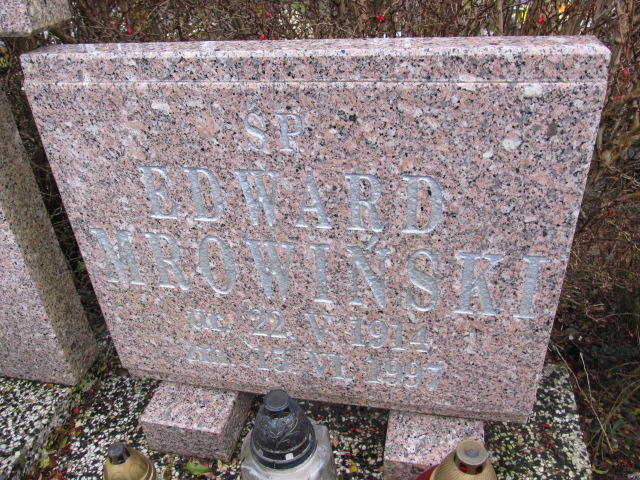 ŚP.
EDWARD
MROWIŃSKI
ur. 22. V. 1914
zm. 15. VI. 1997